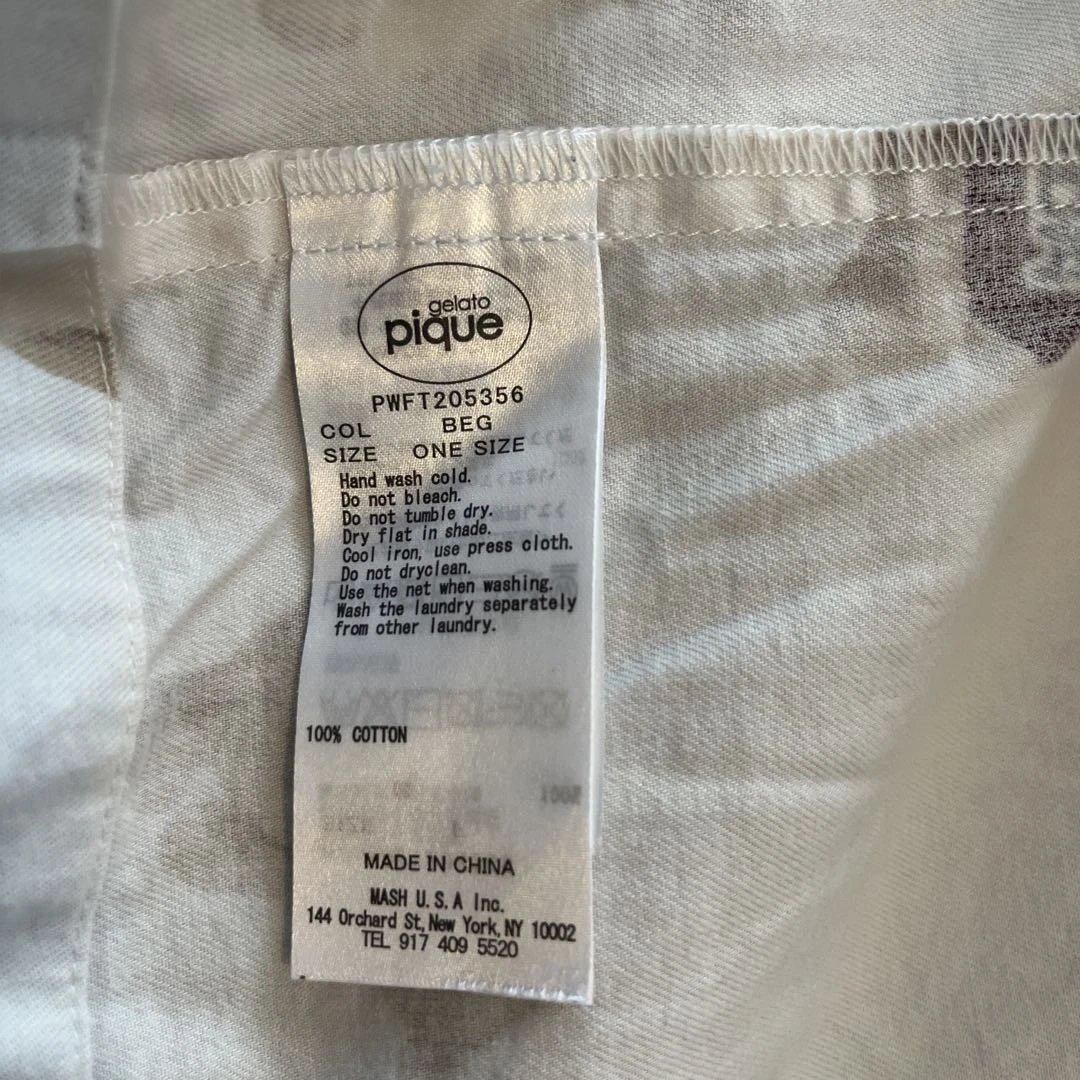 gelato
pique
PWFT205356
COL BEG
SIZE ONE SIZE
Hand wash cold.
Do not bleach.
Do not tumble dry.
Dry flat in shade.
Cool iron, use press cloth.
Do not dryclean.
Use the net when washing.
Wash the laundry separately
from other laundry.
100% COTTON
MADE IN CHINA
MASH U.S.A Inc.
144 Orchard St, New York, NY 10002
TEL 917 409 5520